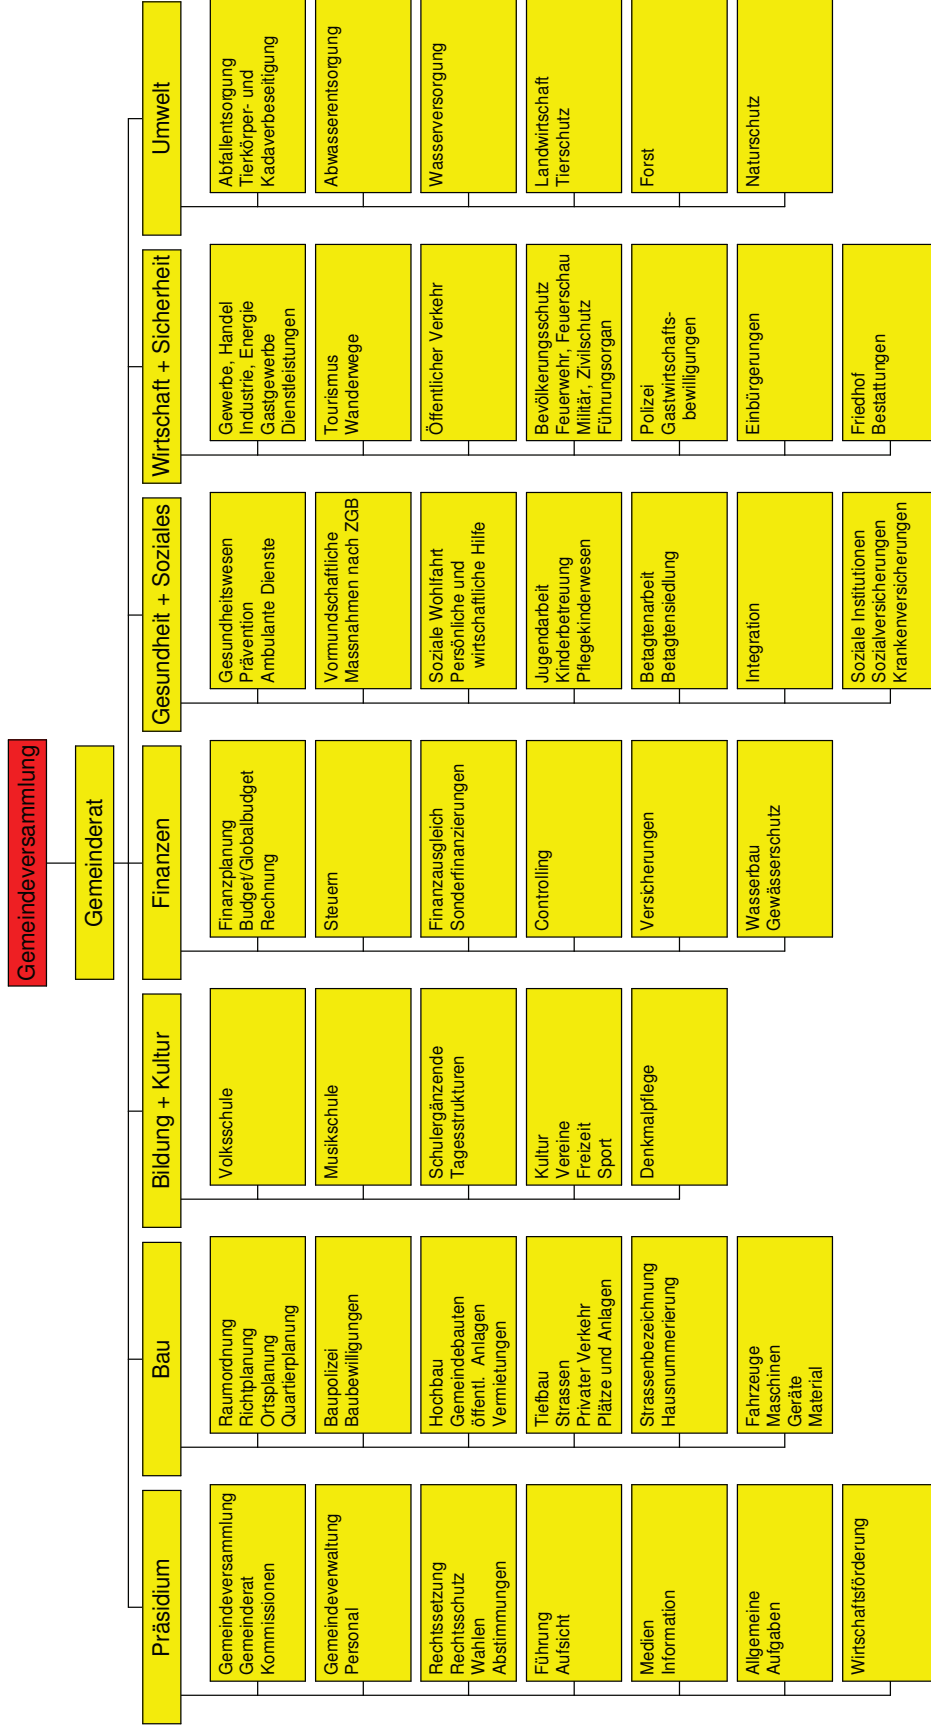 Gemeindeversammlung
Gemeinderat
Präsidium
Gemeindeversammlung
Gemeinderat
Kommissionen
Gemeindeverwaltung
Personal
Rechtssetzung
Rechtsschutz
Wahlen
Abstimmungen
Führung
Aufsicht
Medien
Information
Allgemeine
Aufgaben
Wirtschaftsförderung
Bau
Raumordnung
Richtplanung
Ortsplanung
Quartierplanung
Baupolizei
Baubewilligungen
Hochbau
Gemeindebauten
öffentl. Anlagen
Vermietungen
Tiefbau
Strassen
Privater Verkehr
Plätze und Anlagen
Strassenbezeichnung
Hausnummerierung
Fahrzeuge
Maschinen
Geräte
Material
Bildung + Kultur
Volksschule
Musikschule
Schulergänzende
Tagesstrukturen
Kultur
Vereine
Freizeit
Sport
Denkmalpflege
Finanzen
Finanzplanung
Budget/Globalbudget
Rechnung
Steuern
Finanzausgleich
Sonderfinanzierungen
Controlling
Versicherungen
Wasserbau
Gewässerschutz
Gesundheit + Soziales
Gesundheitswesen
Prävention
Ambulante Dienste
Vormundschaftliche
Massnahmen nach ZGB
Soziale Wohlfahrt
Persönliche und
wirtschaftliche Hilfe
Jugendarbeit
Kinderbetreuung
Pflegekinderwesen
Betagtenarbeit
Betagtensiedlung
Integration
Soziale Institutionen
Sozialversicherungen
Krankenversicherungen
Wirtschaft + Sicherheit
Gewerbe, Handel
Industrie, Energie
Gastgewerbe
Dienstleistungen
Tourismus
Wanderwege
Öffentlicher Verkehr
Bevölkerungsschutz
Feuerwehr, Feuerschau
Militär, Zivilschutz
Führungsorgan
Polizei
Gastwirtschafts-
bewilligungen
Einbürgerungen
Friedhof
Bestattungen
Umwelt
Abfallentsorgung
Tierkörper- und
Kadaverbeseitigung
Abwasserentsorgung
Wasserversorgung
Landwirtschaft
Tierschutz
Forst
Naturschutz